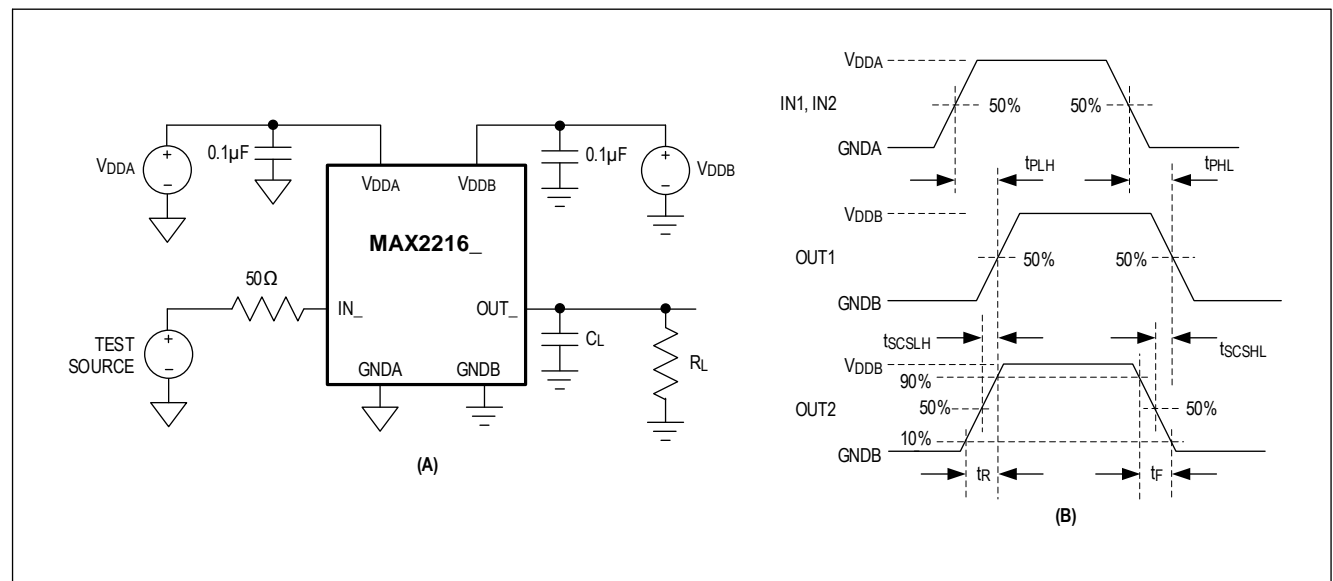 VDDA
0.1µF
0.1µF
VDDB
VDDA
VDDB
MAX2216_
50Ω
IN_
OUT_
TEST
SOURCE
CL
RL
GNDA
GNDB
(A)
VDDA
IN1, IN2
50%
50%
GNDA
tPLH
tPHL
VDDB
OUT1
50%
50%
GNDB
tSCSLH
tSCSHL
VDDB
90%
OUT2
50%
50%
10%
GNDB
tR
tF
(B)